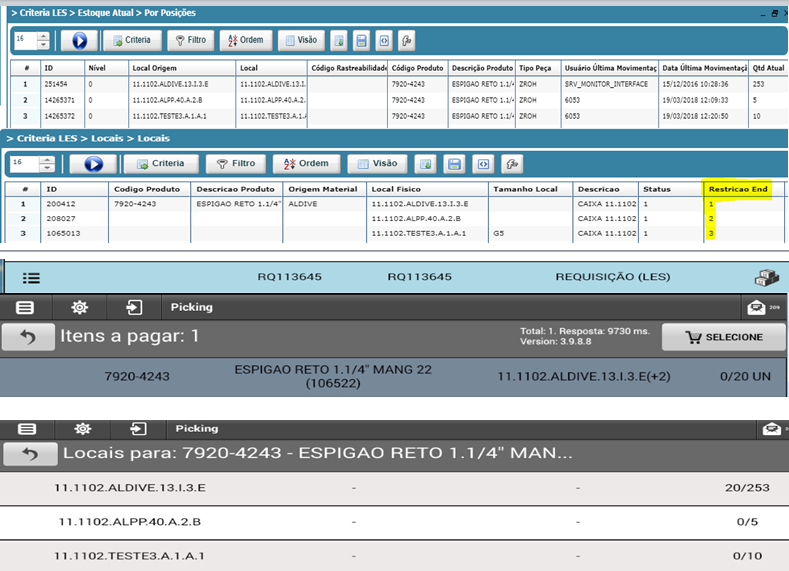 > Criteria LES > Estoque Atual > Por Posições
16 Criteria Filtro Ordem Visão
# ID Nível Local Origem Local Código Rastreabilidade Código Produto Descrição Produto Tipo Peça Usuário Última Movimentaç Data Última Movimentaçã Qtd Atual
1 251454 0 11.1102.ALDIVE.13.I.3.E 11.1102.ALDIVE.13.I. 7920-4243 ESPIGAO RETO 1.1/4 ZROH SRV_MONITOR_INTERFACE 15/12/2016 10:28:36 253
2 14265371 0 11.1102.ALPP.40.A.2.B 11.1102.ALPP.40.A.2. 7920-4243 ESPIGAO RETO 1.1/4 ZROH 6053 19/03/2018 12:09:33 5
3 14265372 0 11.1102.TESTE3.A.1.A.1 11.1102.TESTE3.A.1. 7920-4243 ESPIGAO RETO 1.1/4 ZROH 6053 19/03/2018 12:20:50 10
> Criteria LES > Locais > Locais
16 Criteria Filtro Ordem Visão
# ID Codigo Produto Descricao Produto Origem Material Local Fisico Tamanho Local Descricao Status Restricao End
1 200412 7920-4243 ESPIGAO RETO 1.1/4" ALDIVE 11.1102.ALDIVE.13.I.3.E CAIXA 11.1102 1 1
2 208027 11.1102.ALPP.40.A.2.B CAIXA 11.1102 1 2
3 1065013 11.1102.TESTE3.A.1.A.1 G5 CAIXA 11.1102 1 3
RQ113645 RQ113645 REQUISIÇÃO (LES)
Picking 209
Itens a pagar: 1 Total: 1. Resposta: 9730 ms. SELECIONE
Version: 3.9.8.8
7920-4243 ESPIGAO RETO 1.1/4" MANG 22 11.1102.ALDIVE.13.I.3.E(+2) 0/20 UN
(106522)
Picking
Locais para: 7920-4243 - ESPIGAO RETO 1.1/4" MAN...
11.1102.ALDIVE.13.I.3.E - - 20/253
11.1102.ALPP.40.A.2.B - - 0/5
11.1102.TESTE3.A.1.A.1 - - 0/10